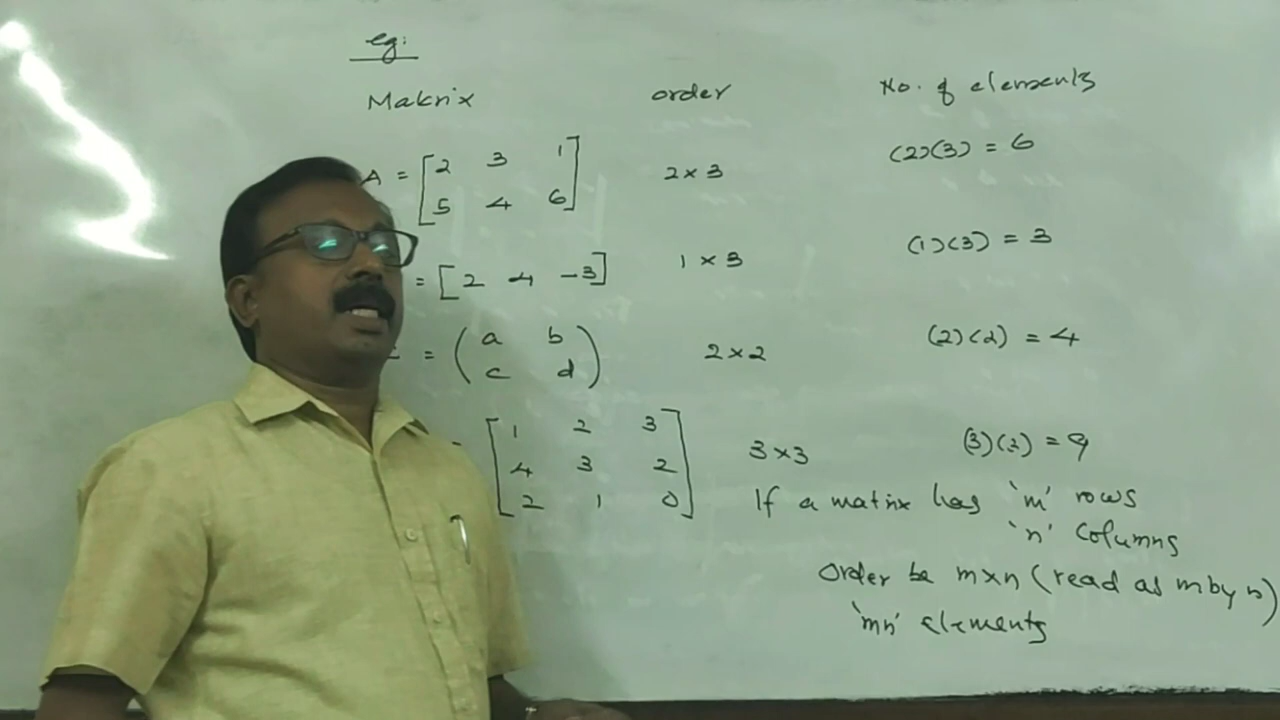 eg:
Matrix order No. of elements
A = [2 3 1 2×3 (2)(3) = 6
5 4 6]
= [2 4 -3] 1 × 3 (1)(3) = 3
= (a b 2×2 (2)(2) = 4
c d)
[1 2 3
4 3 2 3×3 (3)(3) = 9
2 1 0]
If a matrix has 'm' rows
'n' columns
Order be m×n (read as m by n)
'mn' elements